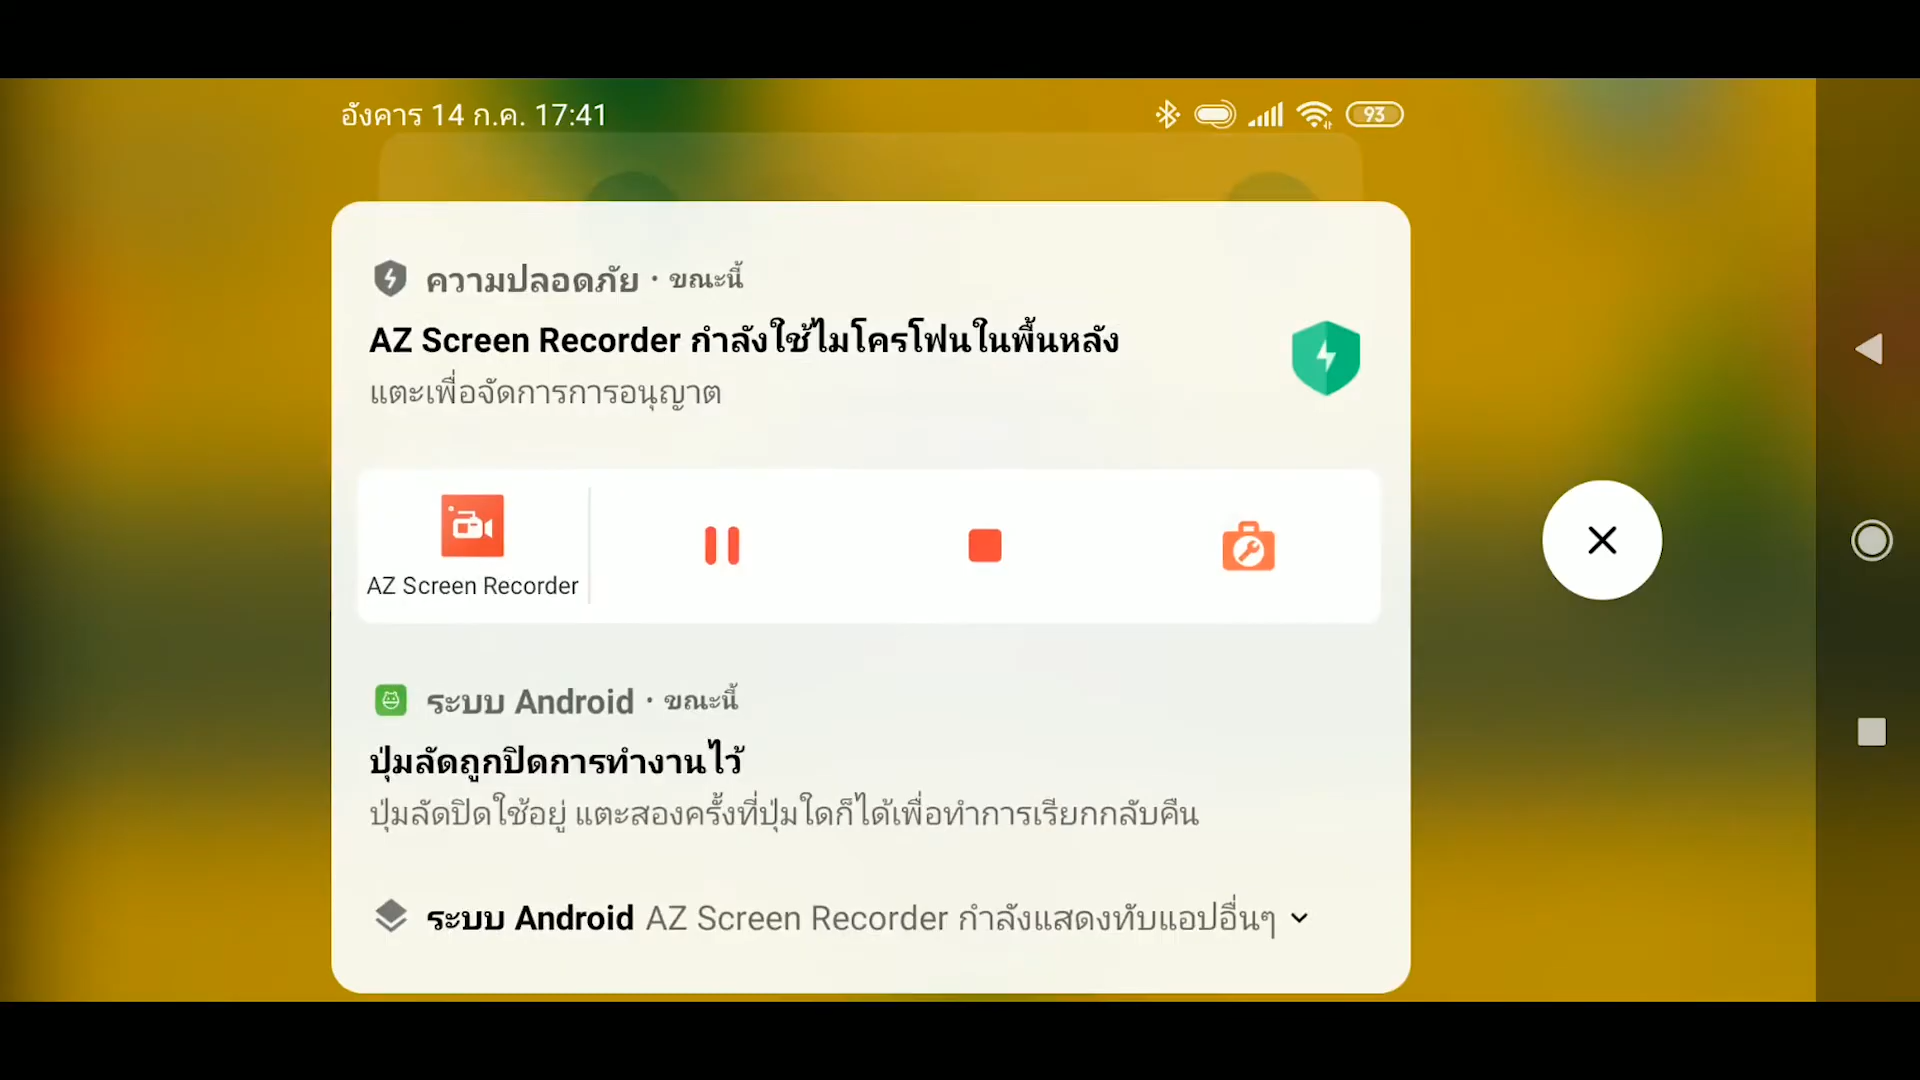 อังคาร 14 ก.ค. 17:41
93
ความปลอดภัย · ขณะนี้
AZ Screen Recorder กำลังใช้ไมโครโฟนในพื้นหลัง
แตะเพื่อจัดการการอนุญาต
AZ Screen Recorder
ระบบ Android · ขณะนี้
ปุ่มลัดถูกปิดการทำงานไว้
ปุ่มลัดปิดใช้อยู่ แตะสองครั้งที่ปุ่มใดก็ได้เพื่อทำการเรียกกลับคืน
ระบบ Android AZ Screen Recorder กำลังแสดงทับแอปอื่นๆ